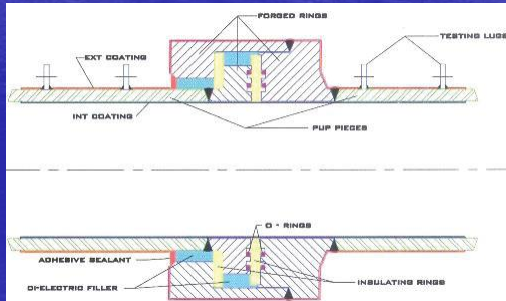 FORGED RINGS
TESTING LUGS
EXT COATING
INT COATING
PUP PIECES
O - RINGS
ADHESIVE SEALANT
DI-ELECTRIC FILLER
INSULATING RINGS